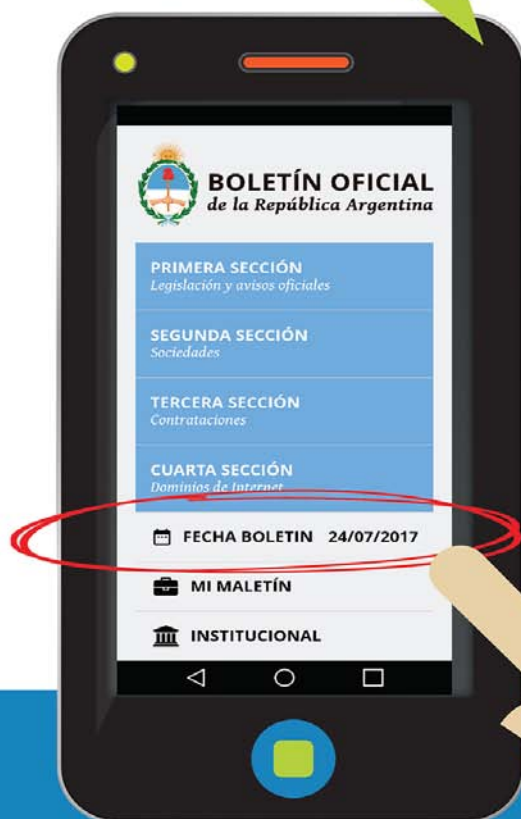 BOLETÍN OFICIAL
de la República Argentina
PRIMERA SECCIÓN
Legislación y avisos oficiales
SEGUNDA SECCIÓN
Sociedades
TERCERA SECCIÓN
Contrataciones
CUARTA SECCIÓN
Dominios de Internet
FECHA BOLETIN 24/07/2017
MI MALETÍN
INSTITUCIONAL